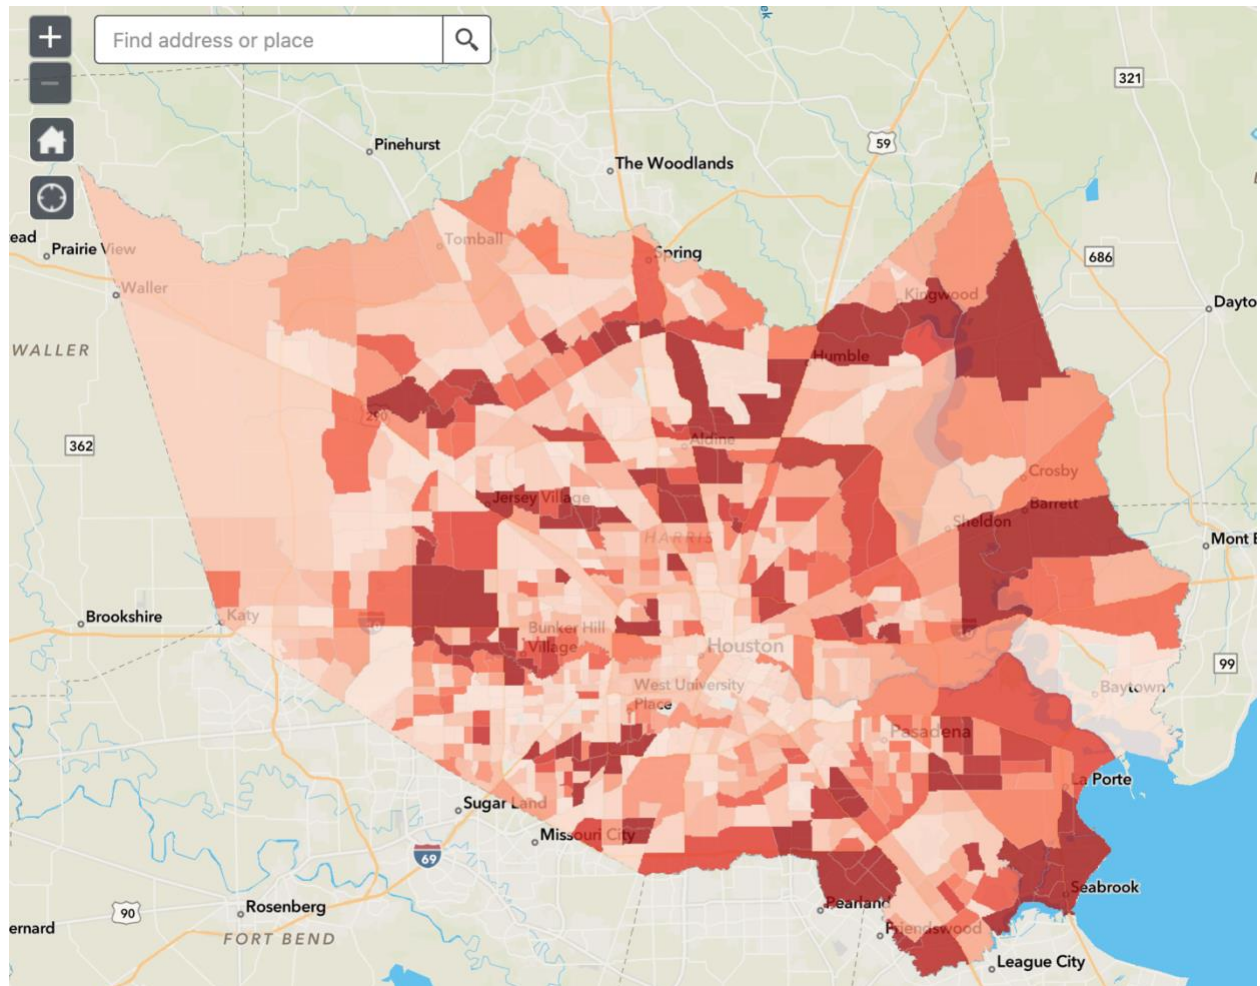 +
Find address or place
−
321
Pinehurst
59
The Woodlands
ead
Prairie View
Tomball
Spring
686
Waller
Kingwood
Dayto
WALLER
Humble
290
362
Aldine
Crosby
Jersey Village
Barrett
Sheldon
HARRIS
Mont B
Brookshire
Katy
Bunker Hill
Village
Houston
99
West University
Place
Baytown
Pasadena
La Porte
Sugar Land
Missouri City
69
Seabrook
90
Rosenberg
Pearland
ernard
FORT BEND
Friendswood
League City